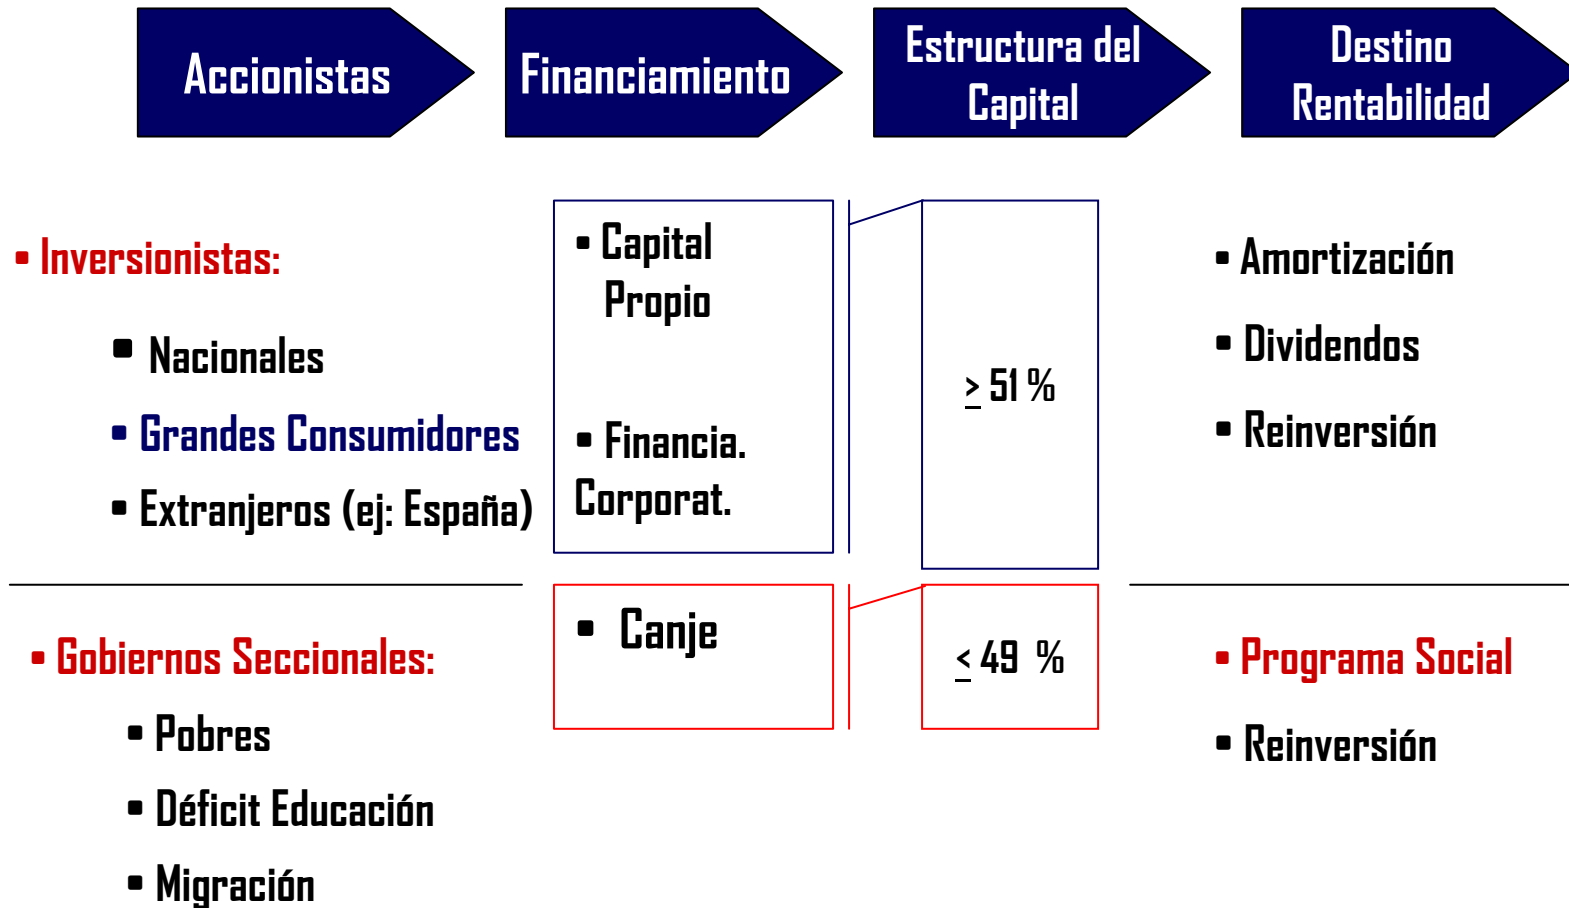 Accionistas
Financiamiento
Estructura del
Capital
Destino
Rentabilidad
▪ Inversionistas:
▪ Nacionales
▪ Grandes Consumidores
▪ Extranjeros (ej: España)
▪ Capital
Propio
▪ Financia.
Corporat.
≥ 51 %
▪ Amortización
▪ Dividendos
▪ Reinversión
▪ Gobiernos Seccionales:
▪ Pobres
▪ Déficit Educación
▪ Migración
▪ Canje
≤ 49 %
▪ Programa Social
▪ Reinversión